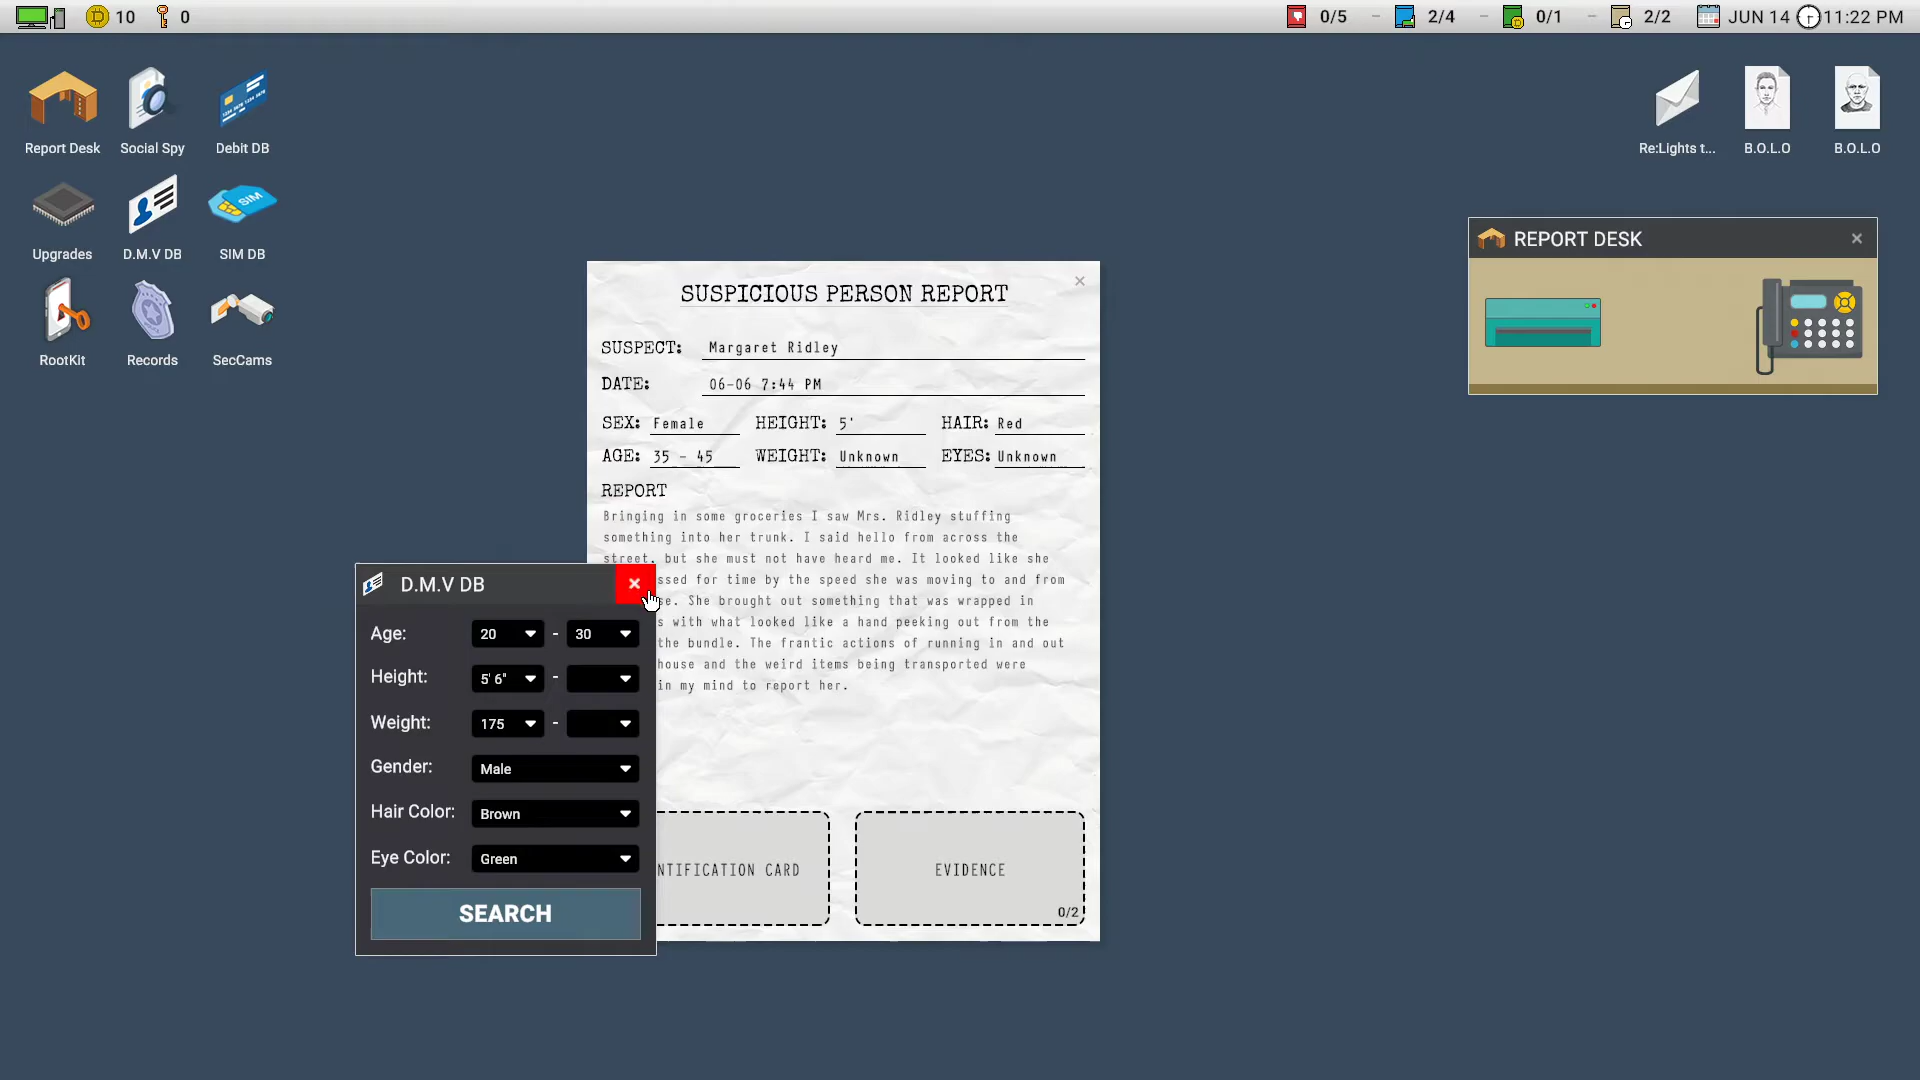 10 0 0/5 - 2/4 - 0/1 - 2/2 JUN 14 11:22 PM
Report Desk Social Spy Debit DB
Re:Lights t... B.O.L.O B.O.L.O
Upgrades D.M.V DB SIM DB
RootKit Records SecCams
REPORT DESK
SUSPICIOUS PERSON REPORT
SUSPECT: Margaret Ridley
DATE: 06-06 7:44 PM
SEX: Female HEIGHT: 5' HAIR: Red
AGE: 35 - 45 WEIGHT: Unknown EYES: Unknown
REPORT
Bringing in some groceries I saw Mrs. Ridley stuffing
something into her trunk. I said hello from across the
street, but she must not have heard me. It looked like she
ssed for time by the speed she was moving to and from
se. She brought out something that was wrapped in
s with what looked like a hand peeking out from the
the bundle. The frantic actions of running in and out
house and the weird items being transported were
in my mind to report her.
NTIFICATION CARD
EVIDENCE
0/2
D.M.V DB
Age: 20 - 30
Height: 5' 6" -
Weight: 175 -
Gender: Male
Hair Color: Brown
Eye Color: Green
SEARCH